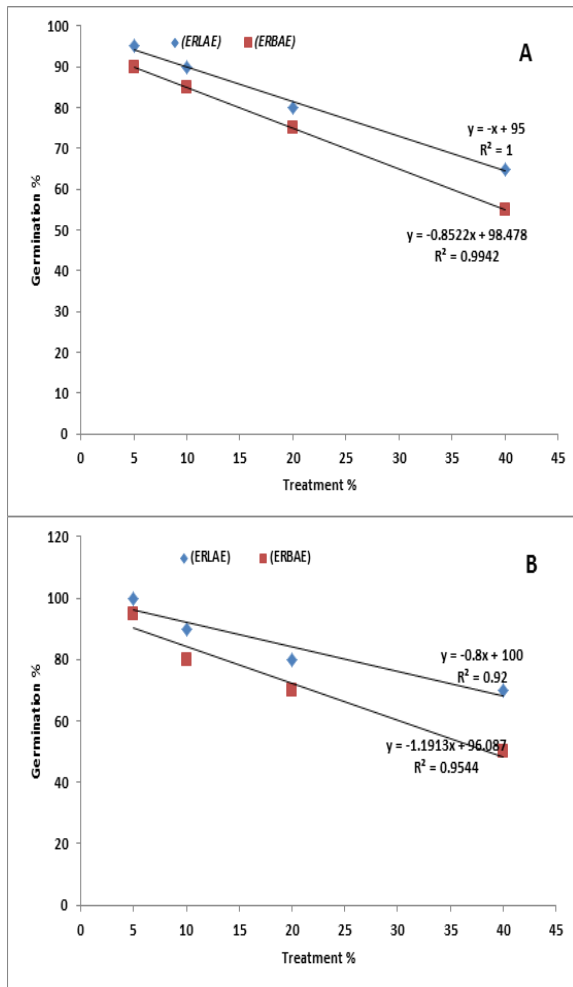 (ERLAE) (ERBAE)
A
100
90
80
70
60
50
40
30
20
10
0
Germination %
y = -x + 95
R² = 1
y = -0.8522x + 98.478
R² = 0.9942
0 5 10 15 20 25 30 35 40 45
Treatment %
(ERLAE) (ERBAE)
B
120
100
80
60
40
20
0
Germination %
y = -0.8x + 100
R² = 0.92
y = -1.1913x + 96.087
R² = 0.9544
0 5 10 15 20 25 30 35 40 45
Treatment %